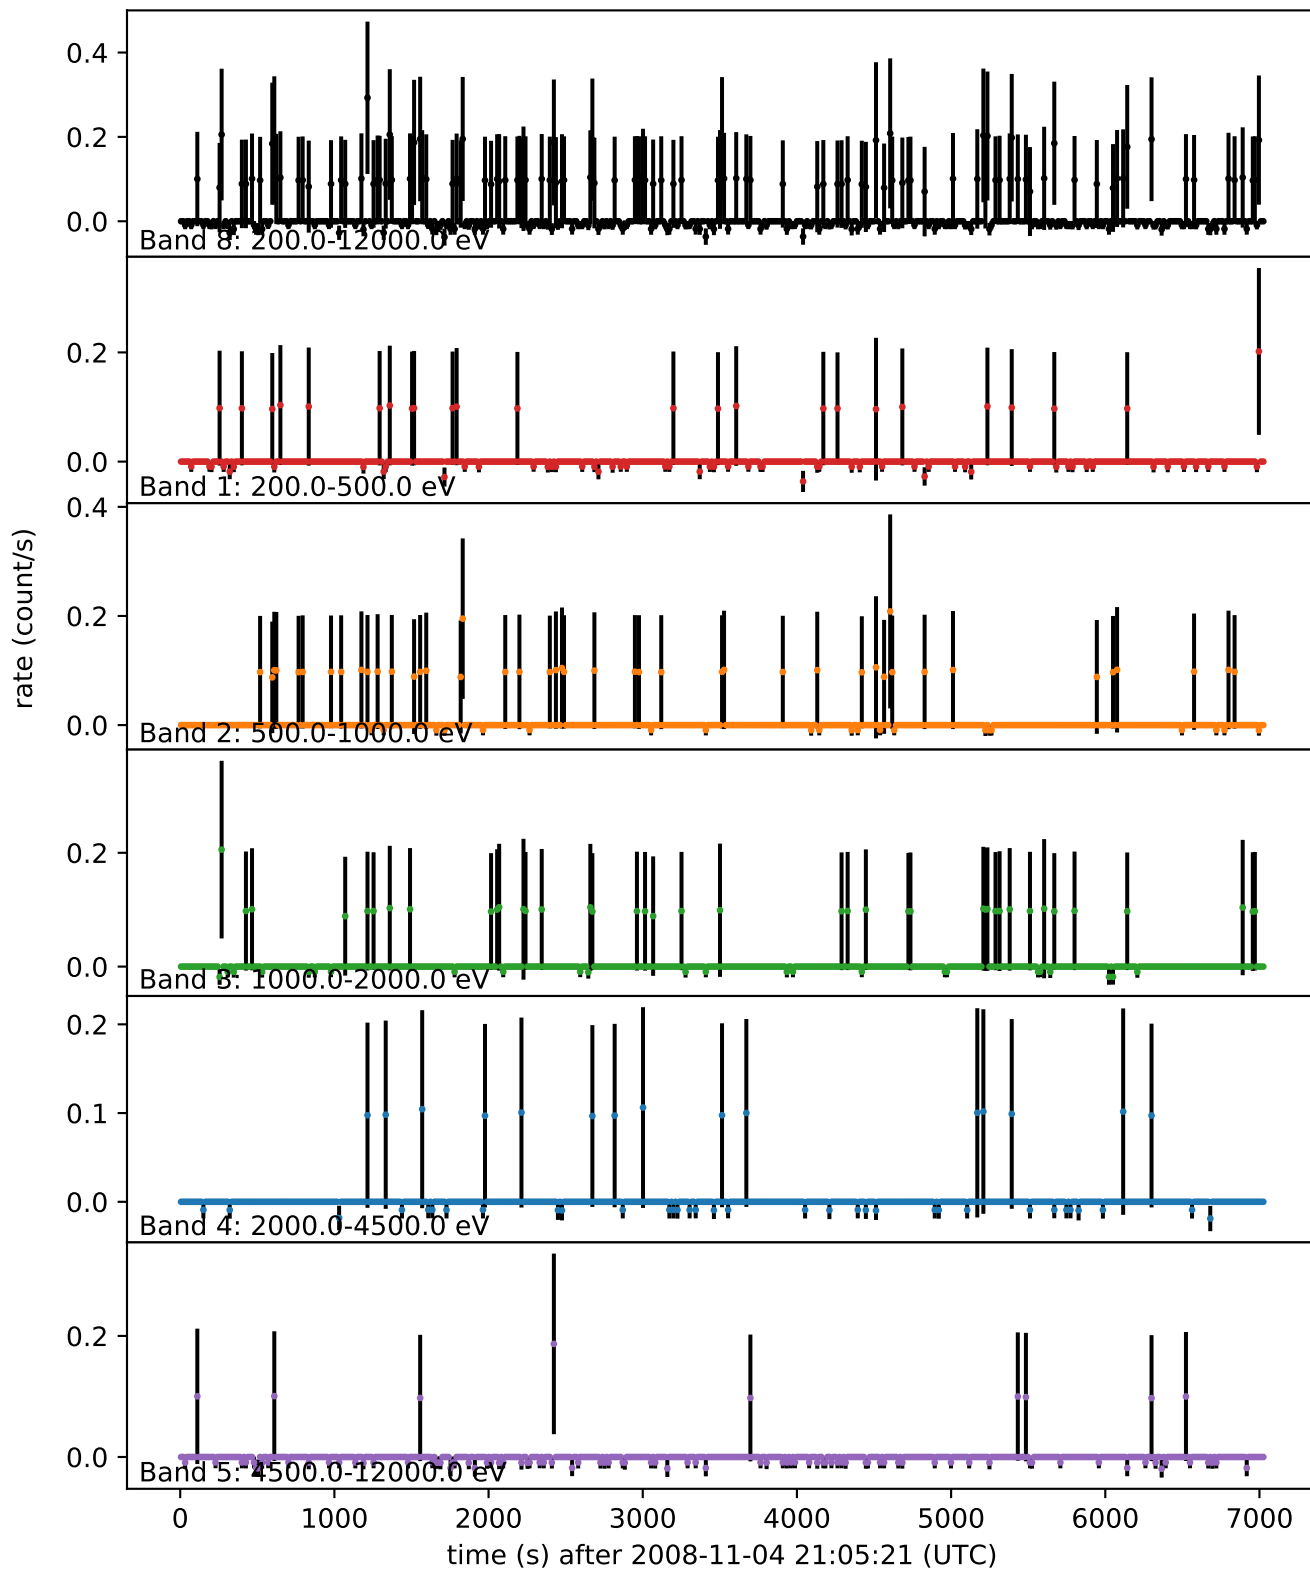 0.4
0.2
0.0
Band 8: 200.0-12000.0 eV
0.2
0.0
Band 1: 200.0-500.0 eV
0.4
0.2
0.0
Band 2: 500.0-1000.0 eV
rate (count/s)
0.2
0.0
Band 3: 1000.0-2000.0 eV
0.2
0.1
0.0
Band 4: 2000.0-4500.0 eV
0.2
0.0
Band 5: 4500.0-12000.0 eV
0 1000 2000 3000 4000 5000 6000 7000
time (s) after 2008-11-04 21:05:21 (UTC)